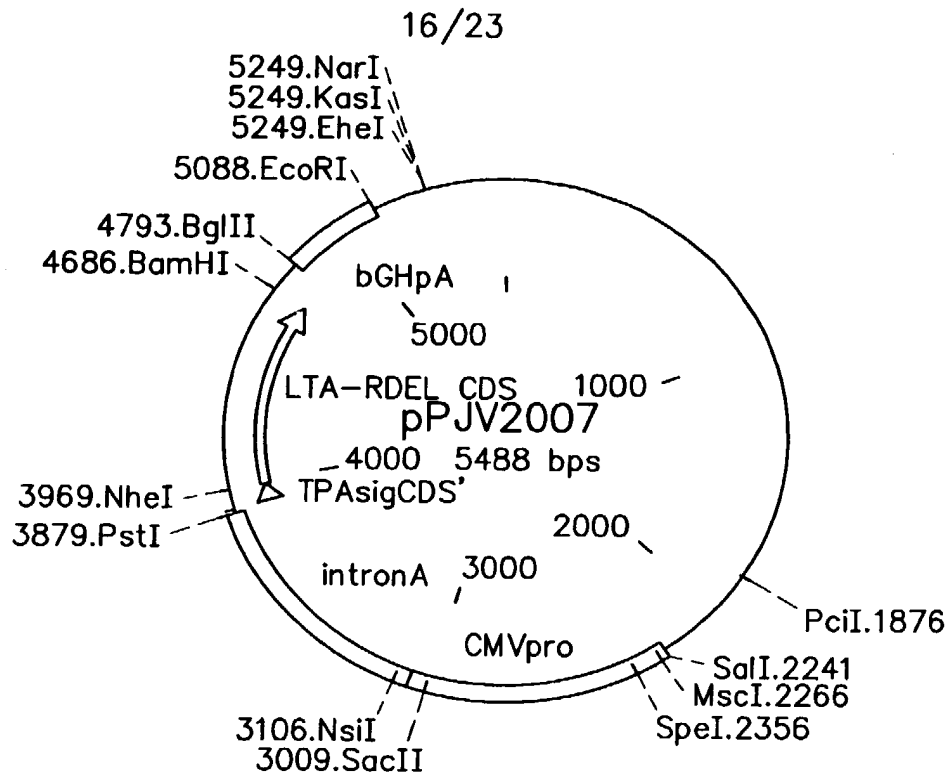 16/23
5249.NarI
5249.KasI
5249.EheI
5088.EcoRI
4793.BglII
4686.BamHI
bGHpA
5000
LTA-RDEL CDS
1000
pPJV2007
4000
5488 bps
TPAsigCDS'
3969.NheI
3879.PstI
2000
intronA
3000
PciI.1876
CMVpro
SalI.2241
MscI.2266
SpeI.2356
3106.NsiI
3009.SacII